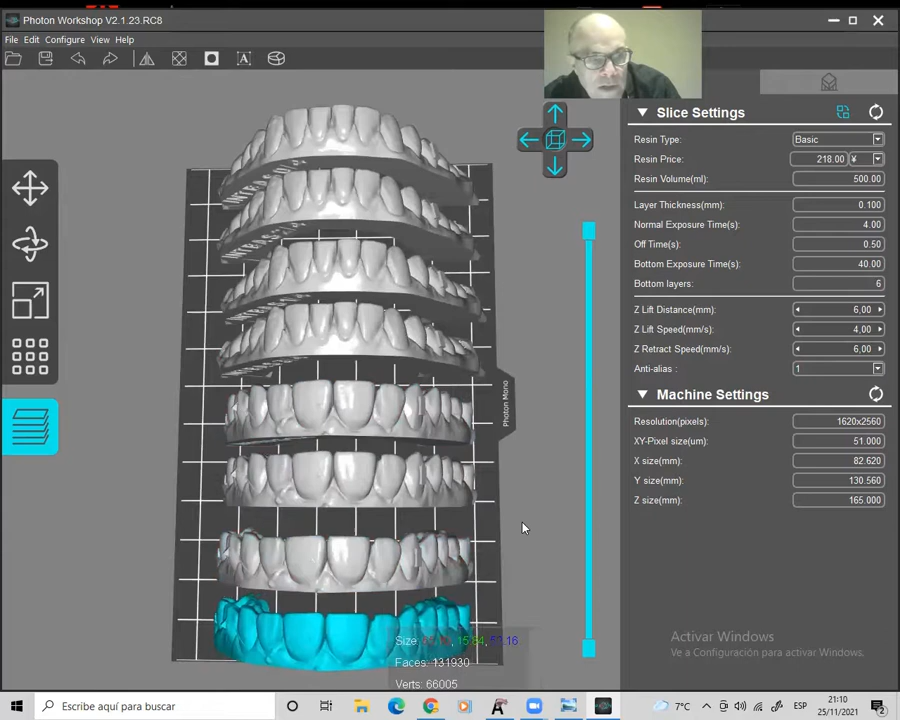 Photon Workshop V2.1.23.RC8
File Edit Configure View Help
Slice Settings
Resin Type: Basic
Resin Price: 218.00 ¥
Resin Volume(ml): 500.00
Layer Thickness(mm): 0.100
Normal Exposure Time(s): 4.00
Off Time(s): 0.50
Bottom Exposure Time(s): 40.00
Bottom layers: 6
Z Lift Distance(mm): 6,00
Z Lift Speed(mm/s): 4,00
Z Retract Speed(mm/s): 6,00
Anti-alias: 1
Machine Settings
Resolution(pixels): 1620x2560
XY-Pixel size(um): 51.000
X size(mm): 82.620
Y size(mm): 130.560
Z size(mm): 165.000
Photon Mono
Size: 15.84,
Faces: 131930
Verts: 66005
Activar Windows
Ve a Configuración para activar Windows.
Escribe aquí para buscar
7°C
21:10
25/11/2021
2